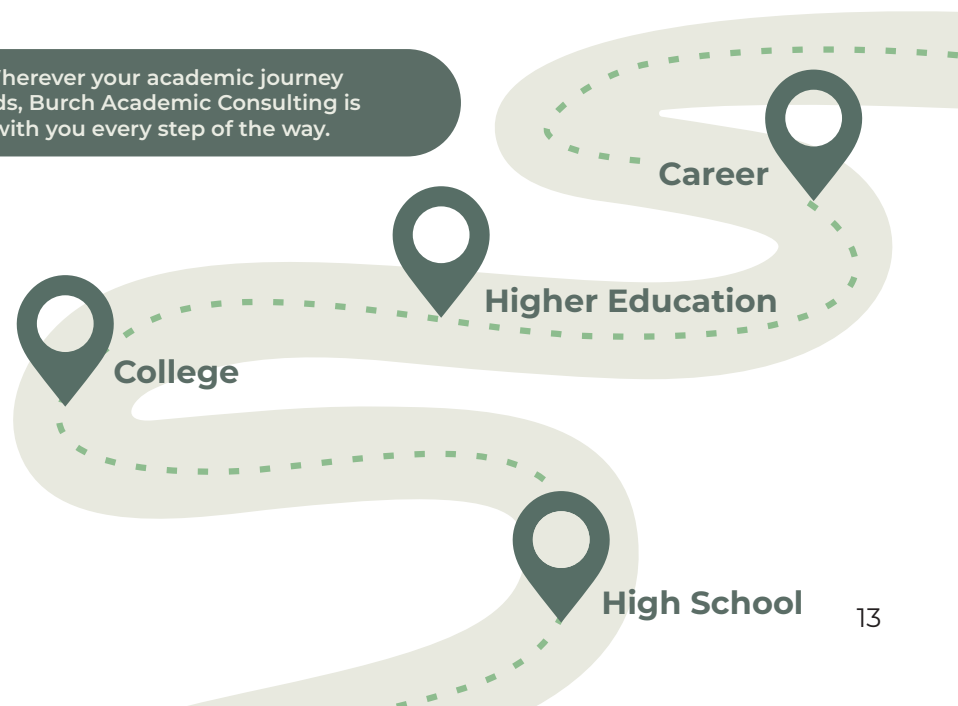 herever your academic journey
ds, Burch Academic Consulting is
with you every step of the way.
Career
Higher Education
College
High School
13